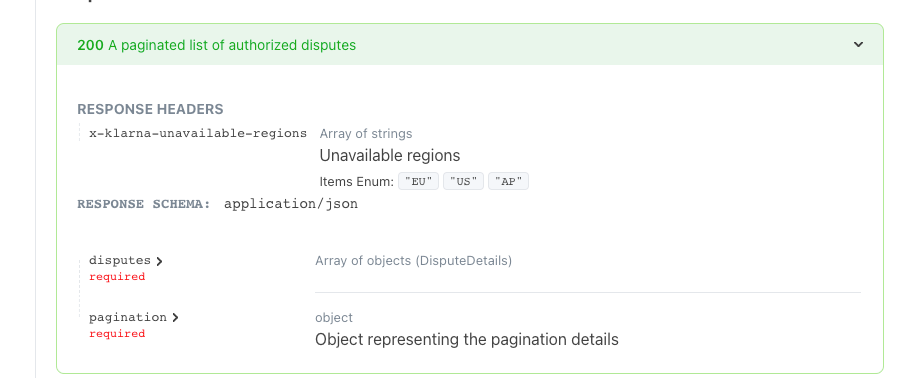 200 A paginated list of authorized disputes
RESPONSE HEADERS
x-klarna-unavailable-regions Array of strings
Unavailable regions
Items Enum: "EU" "US" "AP"
RESPONSE SCHEMA: application/json
disputes Array of objects (DisputeDetails)
required
pagination object
required Object representing the pagination details